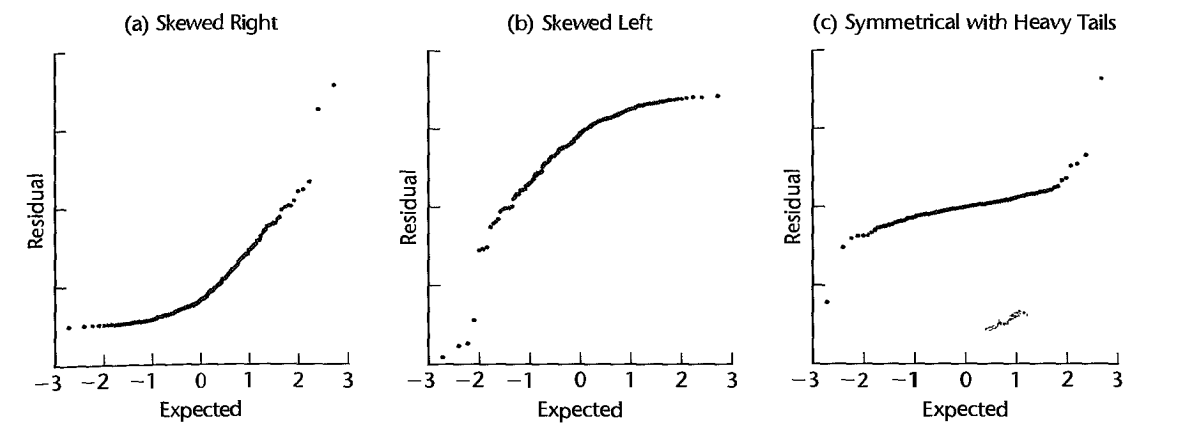 (a) Skewed Right
Residual
−3 −2 −1 0 1 2 3
Expected
(b) Skewed Left
Residual
−3 −2 −1 0 1 2 3
Expected
(c) Symmetrical with Heavy Tails
Residual
−3 −2 −1 0 1 2 3
Expected